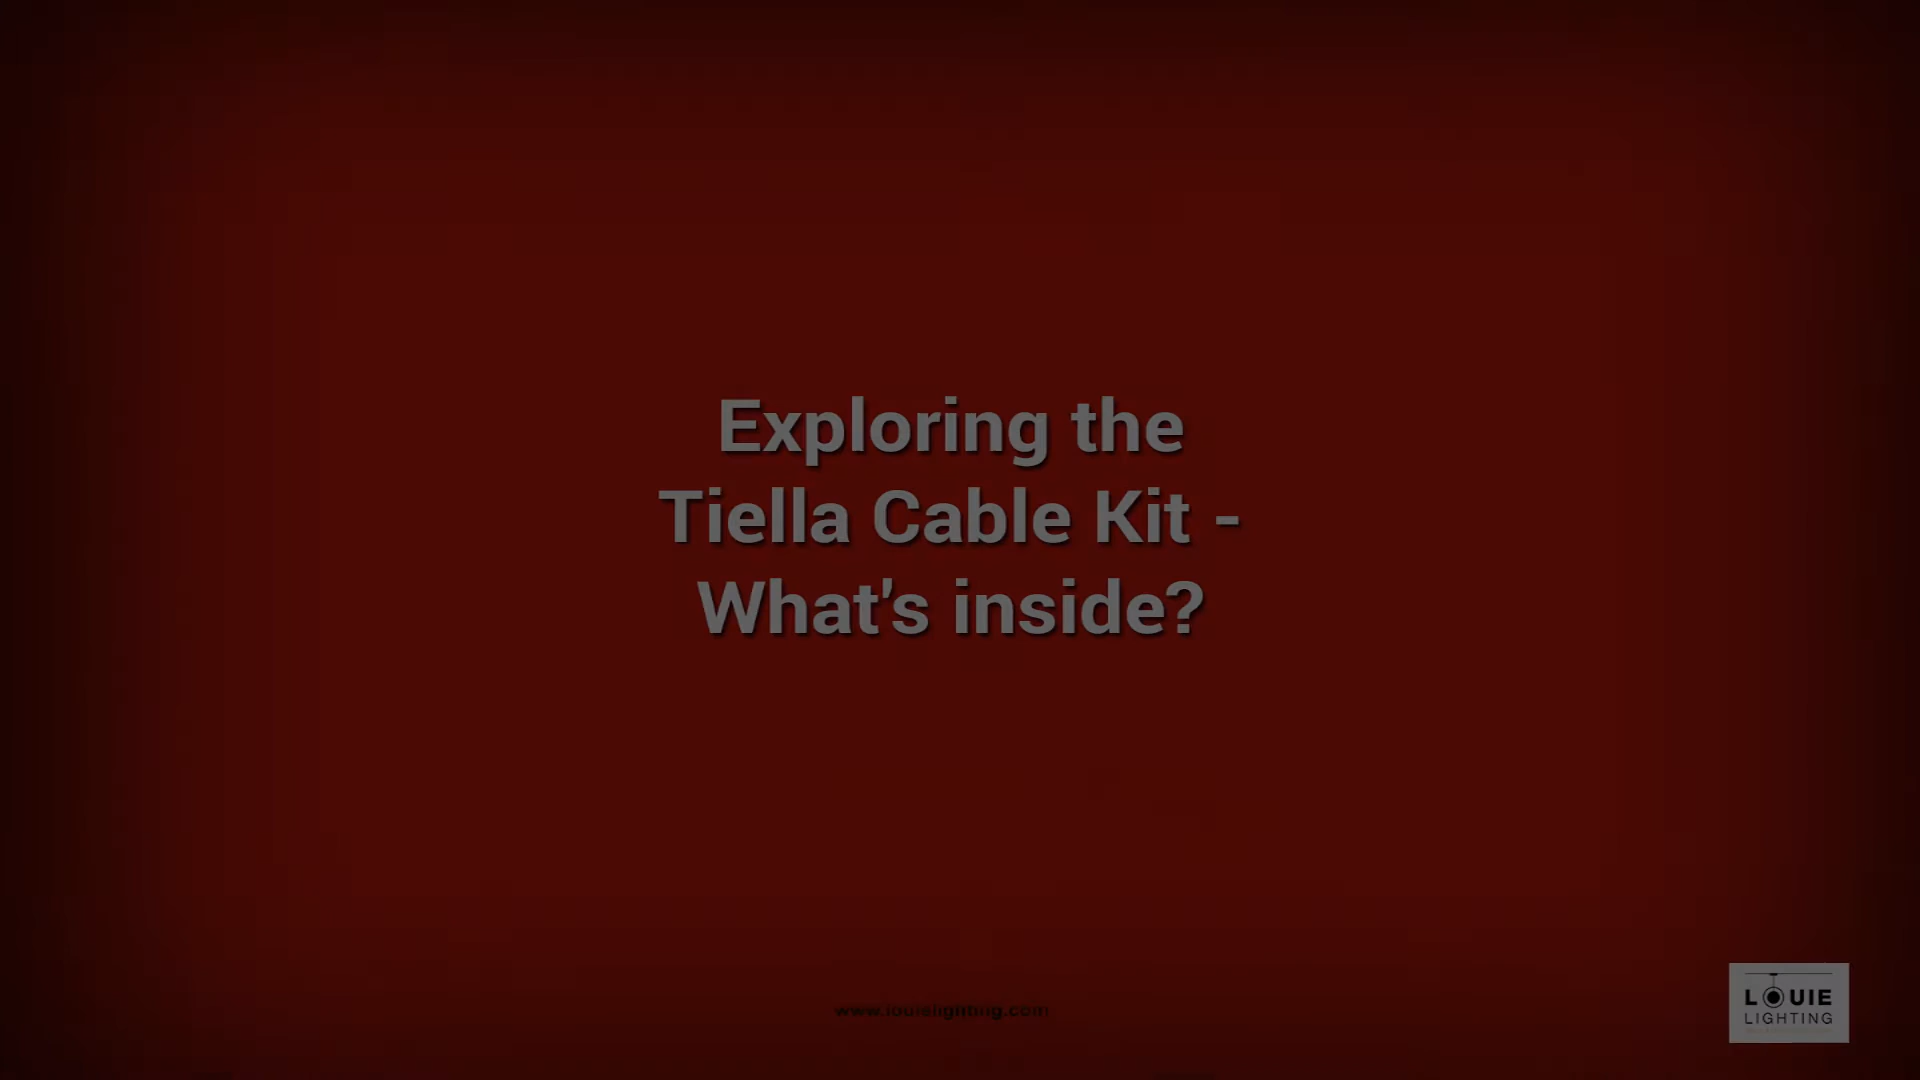 Exploring the
Tiella Cable Kit -
What's inside?
www.louielighting.com
LOUIE
LIGHTING